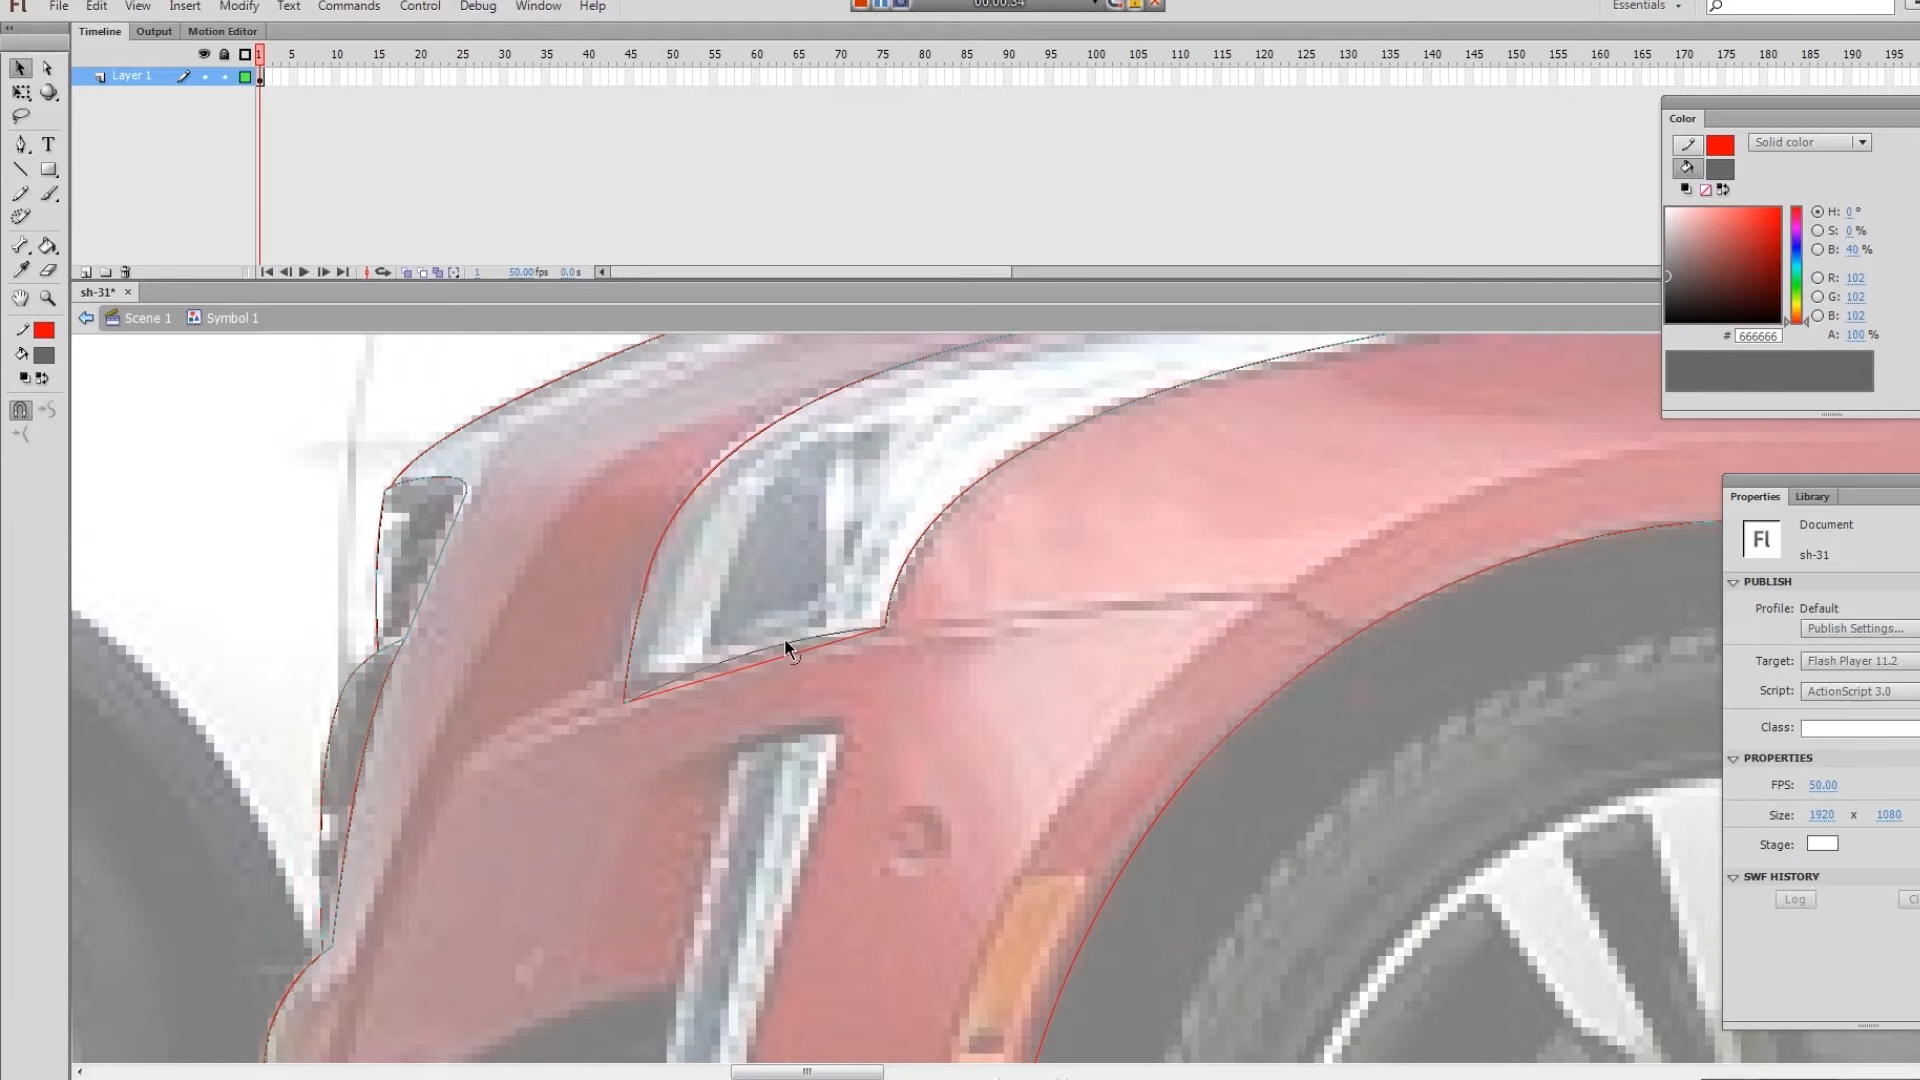 Fl File Edit View Insert Modify Text Commands Control Debug Window Help 00:00:34 Essentials
Timeline Output Motion Editor
1 5 10 15 20 25 30 35 40 45 50 55 60 65 70 75 80 85 90 95 100 105 110 115 120 125 130 135 140 145 150 155 160 165 170 175 180 185 190 195
Layer 1
Color
Solid color
H: 0 °
S: 0 %
B: 40 %
R: 102
G: 102
B: 102
# 666666 A: 100 %
1 50.00 fps 0.0 s
sh-31* ×
Scene 1 Symbol 1
Properties Library
Fl Document
sh-31
PUBLISH
Profile: Default
Publish Settings...
Target: Flash Player 11.2
Script: ActionScript 3.0
Class:
PROPERTIES
FPS: 50.00
Size: 1920 x 1080
Stage:
SWF HISTORY
Log Cl